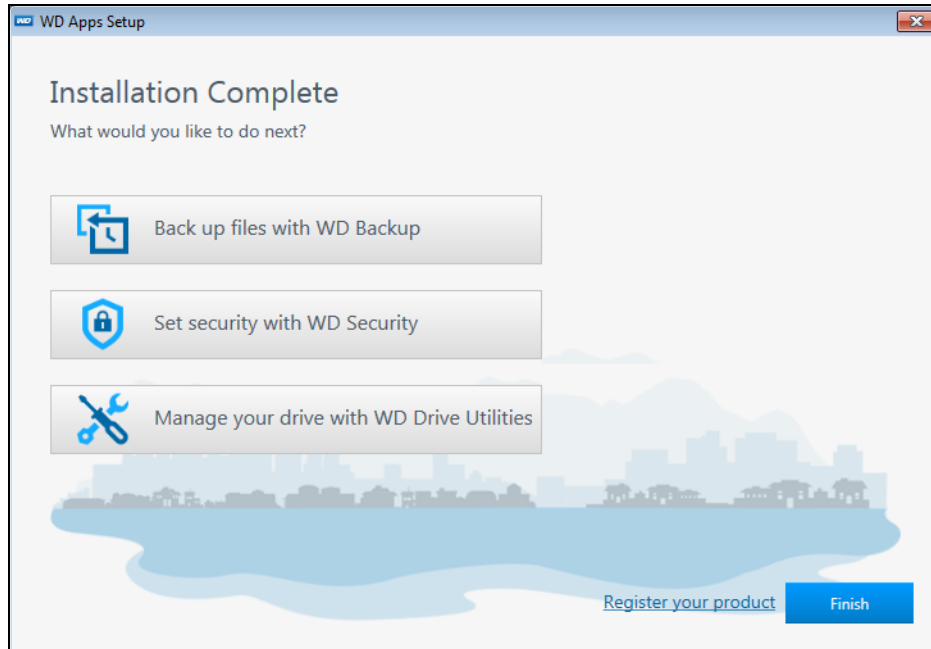 WD WD Apps Setup
Installation Complete
What would you like to do next?
Back up files with WD Backup
Set security with WD Security
Manage your drive with WD Drive Utilities
Register your product
Finish